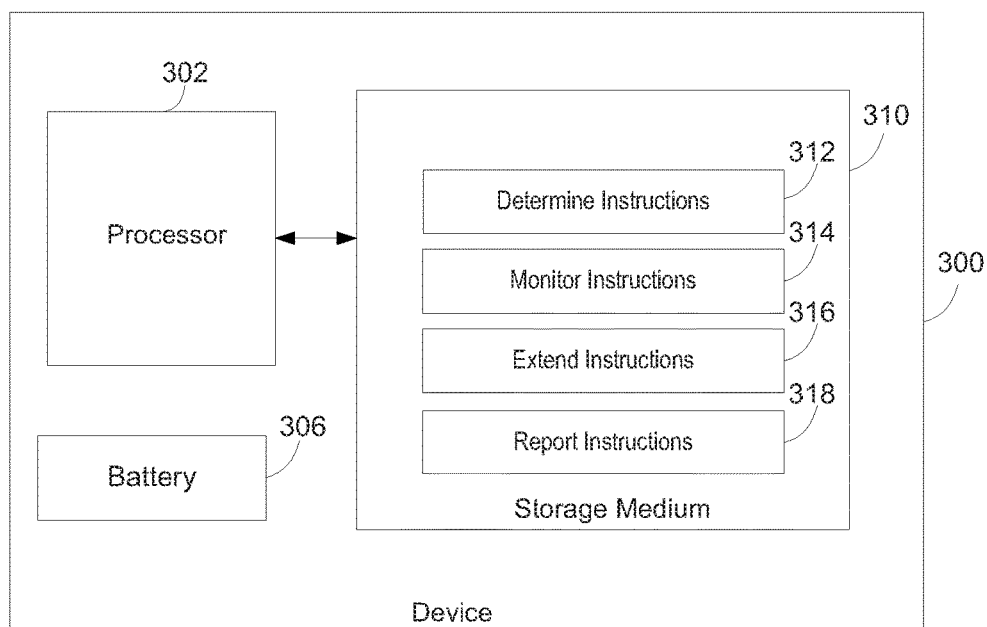 302
310
312
Determine Instructions
Processor
314
Monitor Instructions
300
316
Extend Instructions
318
306
Report Instructions
Battery
Storage Medium
Device